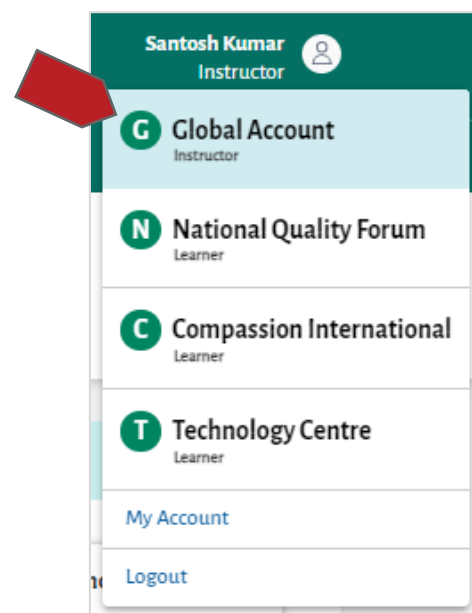 Santosh Kumar
Instructor
G Global Account
Instructor
N National Quality Forum
Learner
C Compassion International
Learner
T Technology Centre
Learner
My Account
Logout